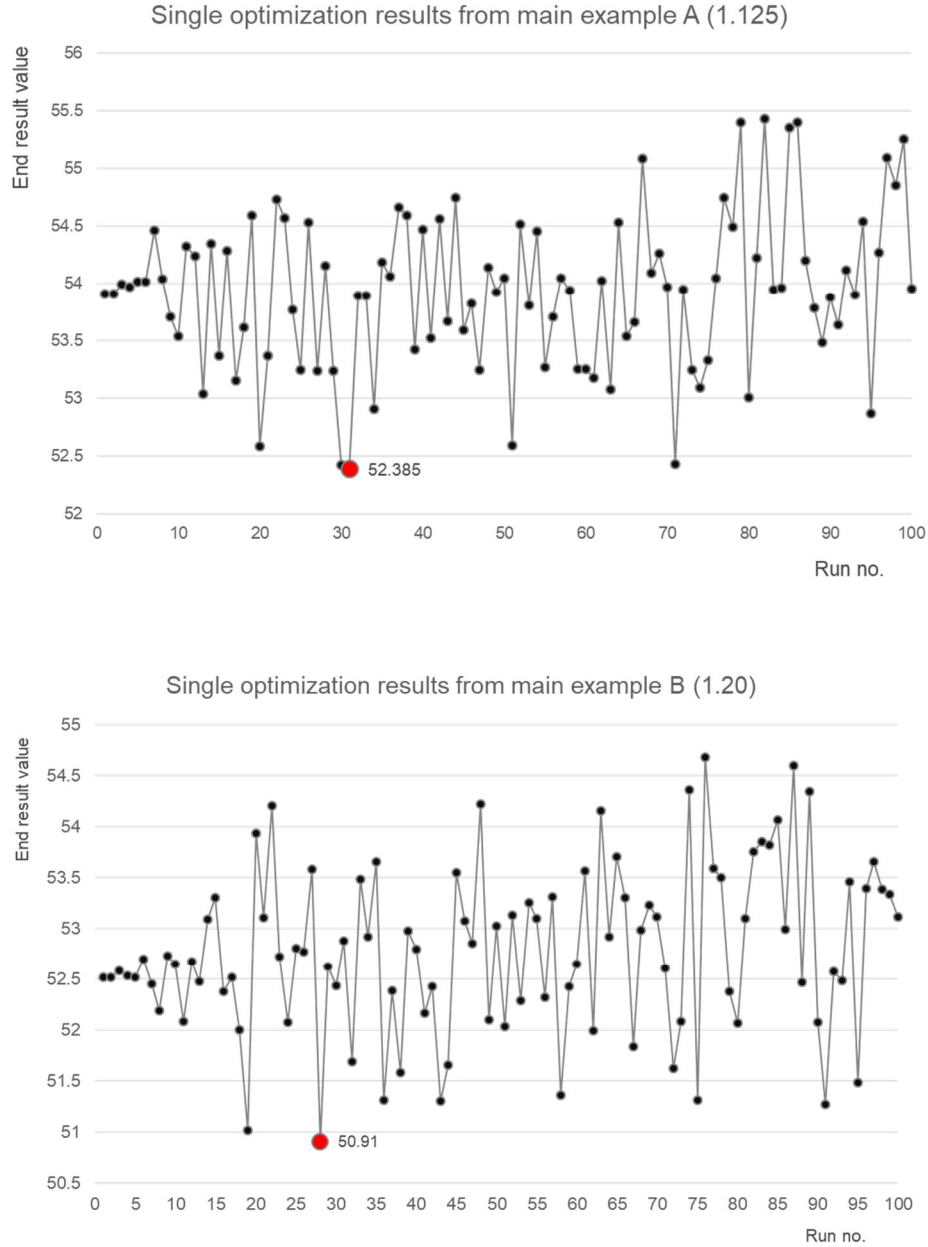 Single optimization results from main example A (1.125)
End result value
56
55.5
55
54.5
54
53.5
53
52.5
52
52.385
0 10 20 30 40 50 60 70 80 90 100
Run no.
Single optimization results from main example B (1.20)
End result value
55
54.5
54
53.5
53
52.5
52
51.5
51
50.5
50.91
0 5 10 15 20 25 30 35 40 45 50 55 60 65 70 75 80 85 90 95 100
Run no.